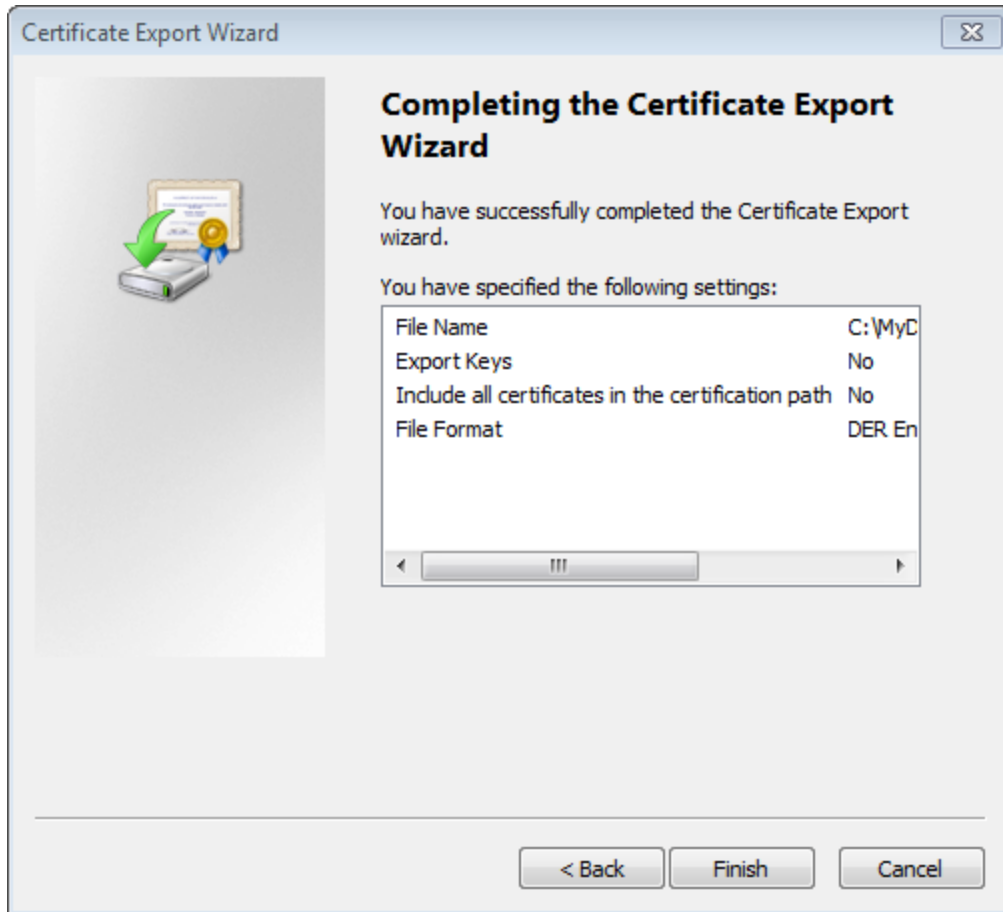 Certificate Export Wizard
Completing the Certificate Export
Wizard
You have successfully completed the Certificate Export
wizard.
You have specified the following settings:
File Name C:\MyD
Export Keys No
Include all certificates in the certification path No
File Format DER En
< Back Finish Cancel